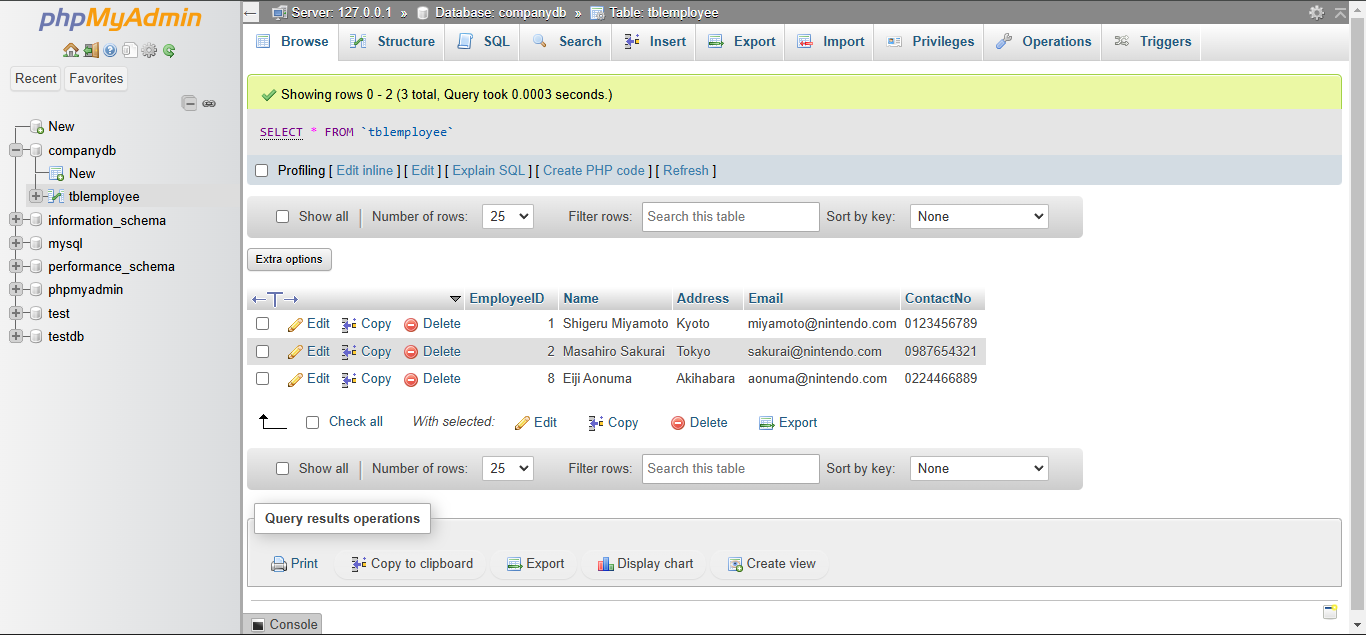 phpMyAdmin
Recent Favorites
New
companydb
New
tblemployee
information_schema
mysql
performance_schema
phpmyadmin
test
testdb
Server: 127.0.0.1 » Database: companydb » Table: tblemployee
Browse Structure SQL Search Insert Export Import Privileges Operations Triggers
Showing rows 0 - 2 (3 total, Query took 0.0003 seconds.)
SELECT * FROM `tblemployee`
Profiling [ Edit inline ] [ Edit ] [ Explain SQL ] [ Create PHP code ] [ Refresh ]
Show all Number of rows: 25 Filter rows: Search this table Sort by key: None
Extra options
EmployeeID Name Address Email ContactNo
Edit Copy Delete 1 Shigeru Miyamoto Kyoto miyamoto@nintendo.com 0123456789
Edit Copy Delete 2 Masahiro Sakurai Tokyo sakurai@nintendo.com 0987654321
Edit Copy Delete 8 Eiji Aonuma Akihabara aonuma@nintendo.com 0224466889
Check all With selected: Edit Copy Delete Export
Show all Number of rows: 25 Filter rows: Search this table Sort by key: None
Query results operations
Print Copy to clipboard Export Display chart Create view
Console